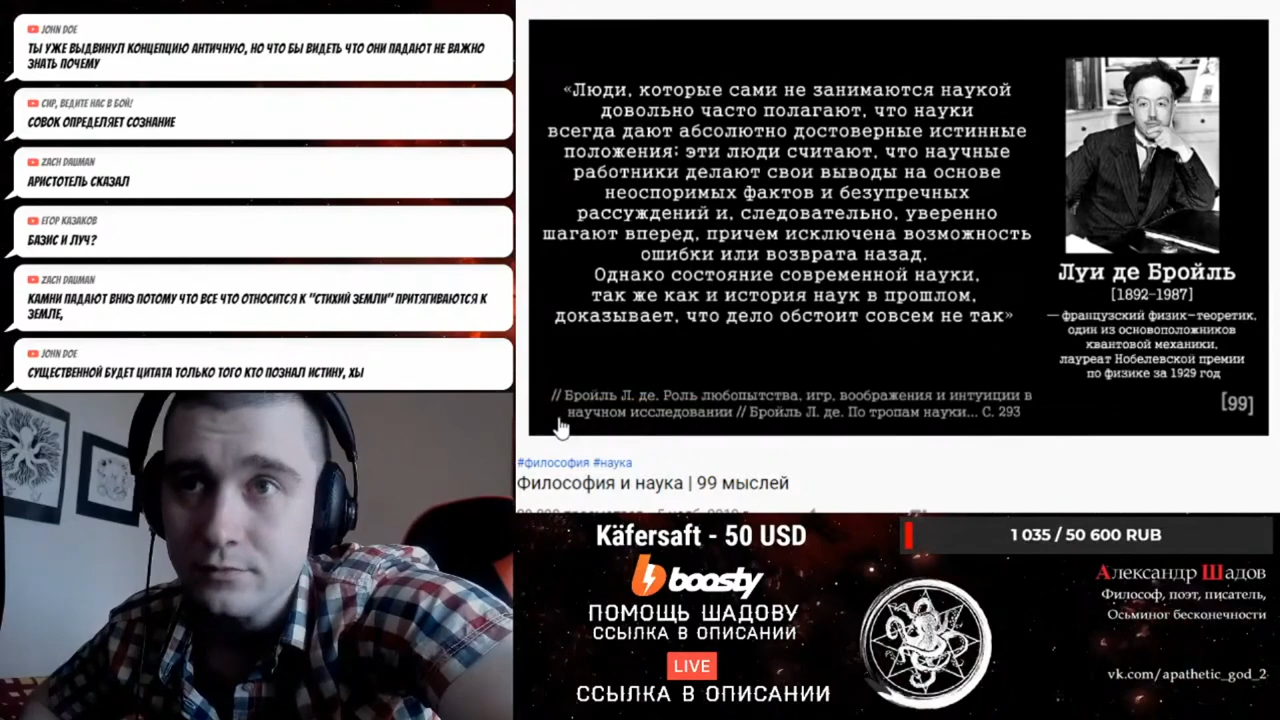 JOHN DOE
ТЫ УЖЕ ВЫДВИНУЛ КОНЦЕПЦИЮ АНТИЧНУЮ, НО ЧТО БЫ ВИДЕТЬ ЧТО ОНИ ПАДАЮТ НЕ ВАЖНО
ЗНАТЬ ПОЧЕМУ
СИР, ВЕДИТЕ НАС В БОЙ!
СОВОК ОПРЕДЕЛЯЕТ СОЗНАНИЕ
ZACH DAUMAN
АРИСТОТЕЛЬ СКАЗАЛ
ЕГОР КАЗАКОВ
БАЗИС И ЛУЧ?
ZACH DAUMAN
КАМНИ ПАДАЮТ ВНИЗ ПОТОМУ ЧТО ВСЕ ЧТО ОТНОСИТСЯ К "СТИХИЙ ЗЕМЛИ" ПРИТЯГИВАЮТСЯ К
ЗЕМЛЕ,
JOHN DOE
СУЩЕСТВЕННОЙ БУДЕТ ЦИТАТА ТОЛЬКО ТОГО КТО ПОЗНАЛ ИСТИНУ, ХЫ
«Люди, которые сами не занимаются наукой
довольно часто полагают, что науки
всегда дают абсолютно достоверные истинные
положения; эти люди считают, что научные
работники делают свои выводы на основе
неоспоримых фактов и безупречных
рассуждений и, следовательно, уверенно
шагают вперед, причем исключена возможность
ошибки или возврата назад.
Однако состояние современной науки,
так же как и история наук в прошлом,
доказывает, что дело обстоит совсем не так»
// Бройль Л. де. Роль любопытства, игр, воображения и интуиции в
научном исследовании // Бройль Л. де. По тропам науки... С. 293
Луи де Бройль
[1892-1987]
— французский физик-теоретик,
один из основоположников
квантовой механики,
лауреат Нобелевской премии
по физике за 1929 год
[99]
#философия #наука
Философия и наука | 99 мыслей
Käfersaft - 50 USD
boosty
ПОМОЩЬ ШАДОВУ
ССЫЛКА В ОПИСАНИИ
LIVE
ССЫЛКА В ОПИСАНИИ
1 035 / 50 600 RUB
Александр Шадов
Философ, поэт, писатель,
Осьминог бесконечности
vk.com/apathetic_god_2